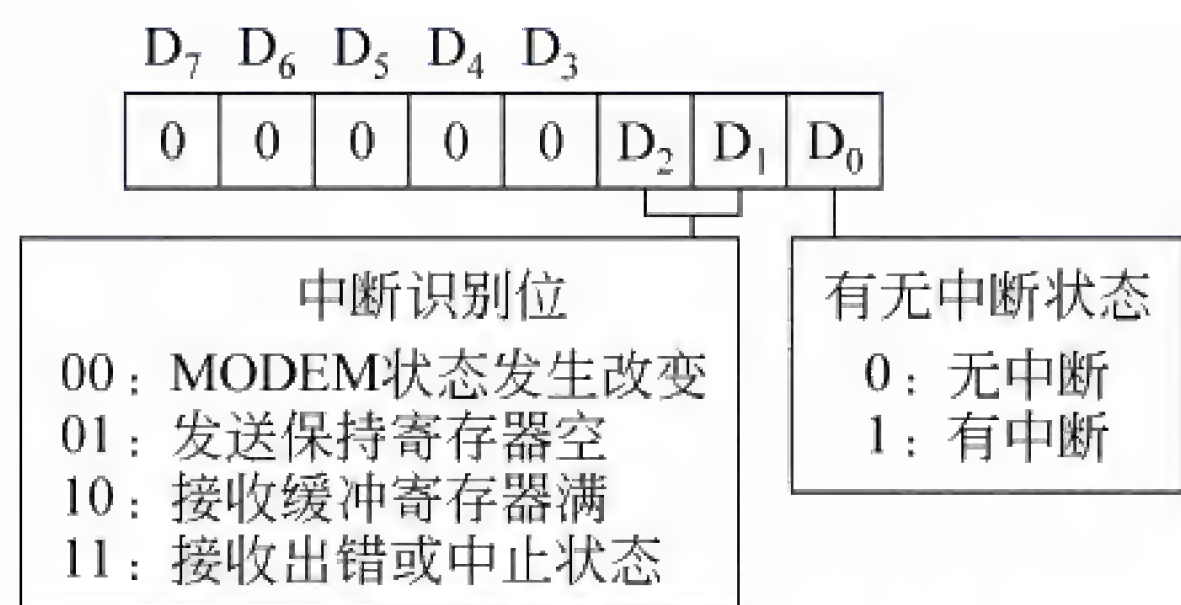 D₇ D₆ D₅ D₄ D₃
0 0 0 0 0 D₂ D₁ D₀
中断识别位
00：MODEM状态发生改变
01：发送保持寄存器空
10：接收缓冲寄存器满
11：接收出错或中止状态
有无中断状态
0：无中断
1：有中断